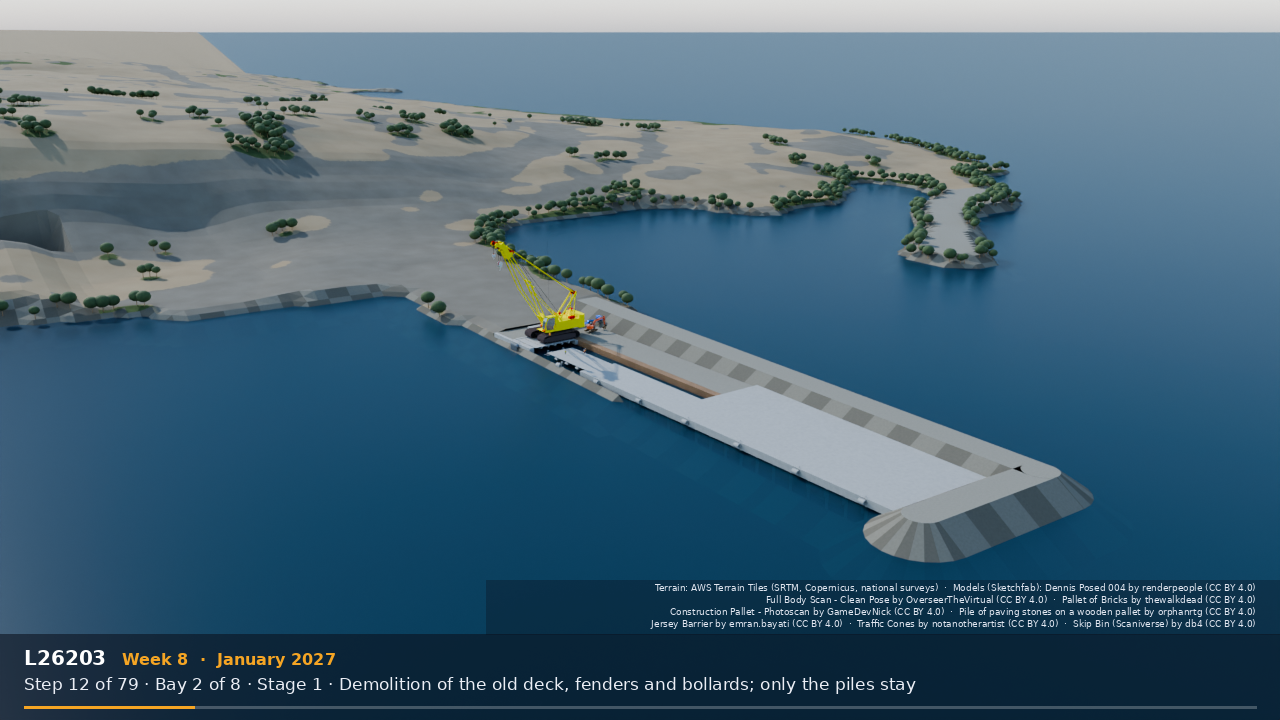 Terrain: AWS Terrain Tiles (SRTM, Copernicus, national surveys) · Models (Sketchfab): Dennis Posed 004 by renderpeople (CC BY 4.0)
Full Body Scan - Clean Pose by OverseerTheVirtual (CC BY 4.0) · Pallet of Bricks by thewalkdead (CC BY 4.0)
Construction Pallet - Photoscan by GameDevNick (CC BY 4.0) · Pile of paving stones on a wooden pallet by orphanrtg (CC BY 4.0)
Jersey Barrier by emran.bayati (CC BY 4.0) · Traffic Cones by notanotherartist (CC BY 4.0) · Skip Bin (Scaniverse) by db4 (CC BY 4.0)
L26203 Week 8 · January 2027
Step 12 of 79 · Bay 2 of 8 · Stage 1 · Demolition of the old deck, fenders and bollards; only the piles stay